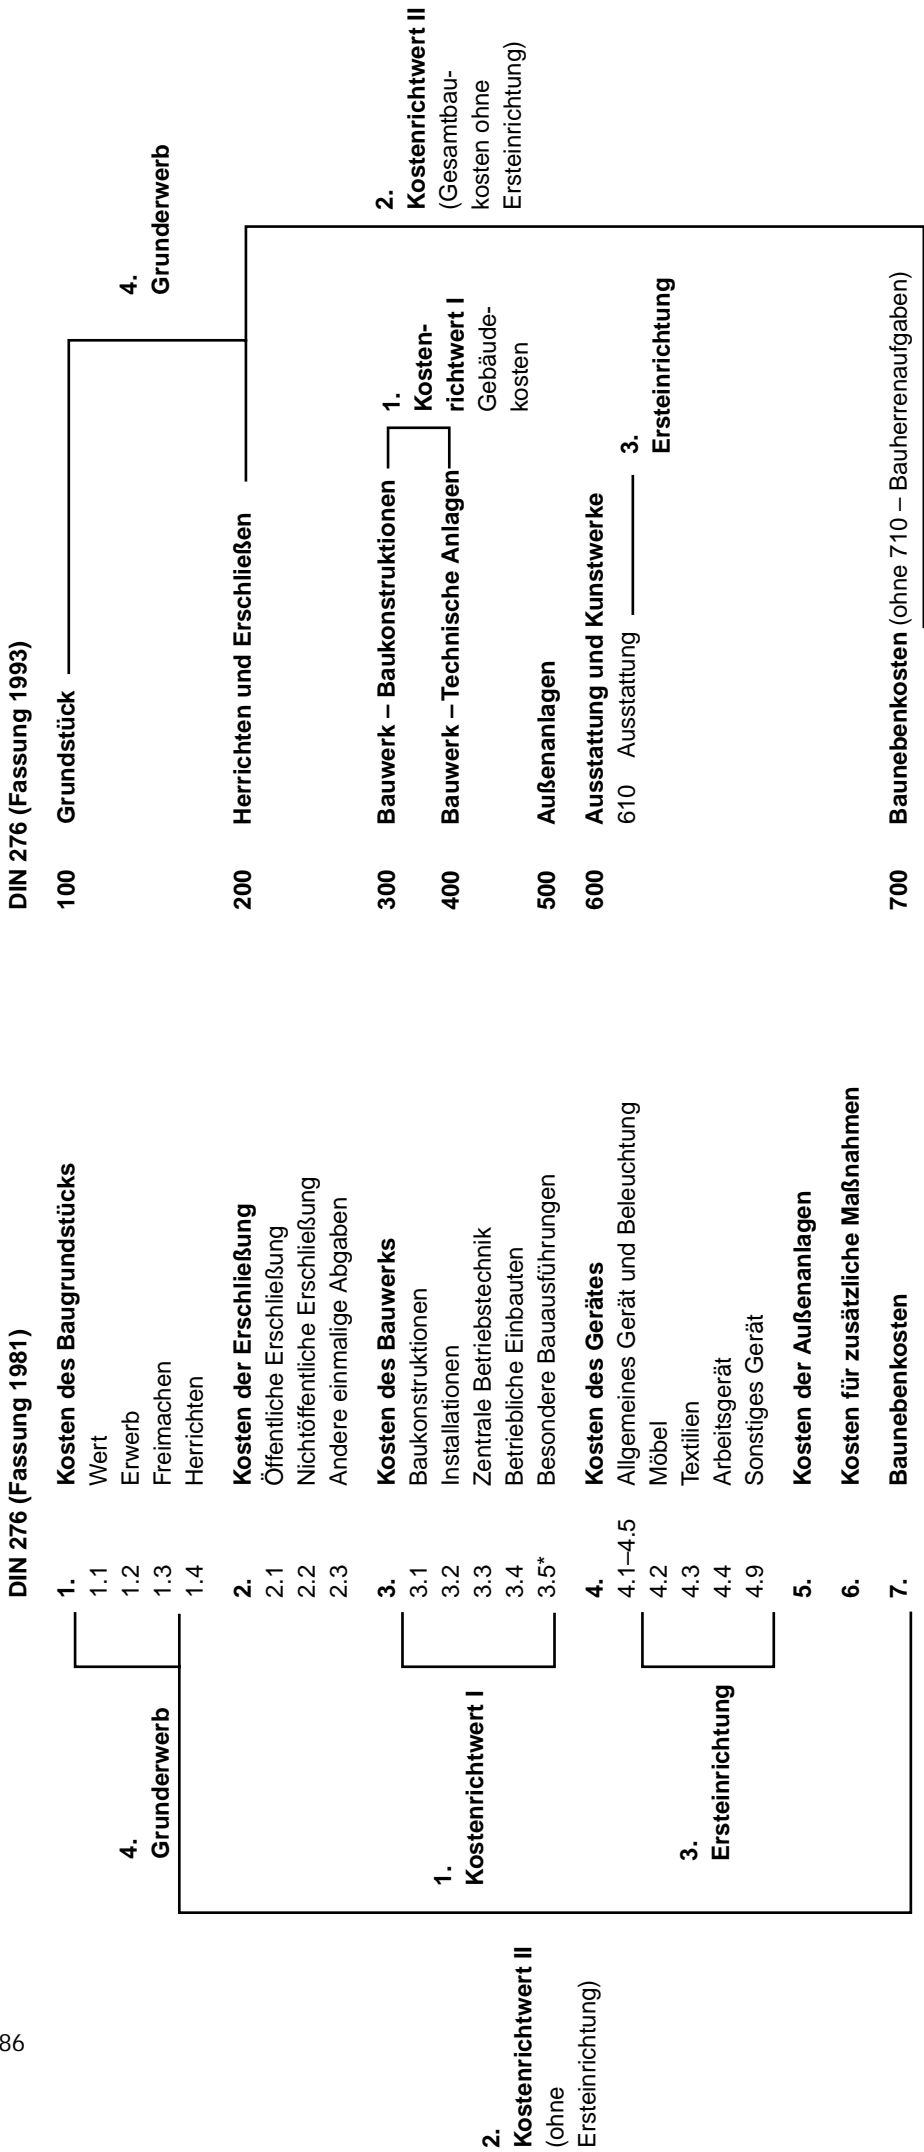 86
DIN 276 (Fassung 1981)
1. Kosten des Baugrundstücks
1.1 Wert
1.2 Erwerb
1.3 Freimachen
1.4 Herrichten
2. Kosten der Erschließung
2.1 Öffentliche Erschließung
2.2 Nichtöffentliche Erschließung
2.3 Andere einmalige Abgaben
3. Kosten des Bauwerks
3.1 Baukonstruktionen
3.2 Installationen
3.3 Zentrale Betriebstechnik
3.4 Betriebliche Einbauten
3.5* Besondere Bauausführungen
4. Kosten des Gerätes
4.1–4.5 Allgemeines Gerät und Beleuchtung
4.2 Möbel
4.3 Textilien
4.4 Arbeitsgerät
4.9 Sonstiges Gerät
5. Kosten der Außenanlagen
6. Kosten für zusätzliche Maßnahmen
7. Baunebenkosten
4.
Grunderwerb
1.
Kostenrichtwert I
3.
Ersteinrichtung
2.
Kostenrichtwert II
(ohne
Ersteinrichtung)
DIN 276 (Fassung 1993)
100 Grundstück
200 Herrichten und Erschließen
300 Bauwerk – Baukonstruktionen
400 Bauwerk – Technische Anlagen
500 Außenanlagen
600 Ausstattung und Kunstwerke
610 Ausstattung
700 Baunebenkosten (ohne 710 – Bauherrenaufgaben)
4.
Grunderwerb
1.
Kosten-
richtwert I
Gebäude-
kosten
3.
Ersteinrichtung
2.
Kostenrichtwert II
(Gesamtbau-
kosten ohne
Ersteinrichtung)